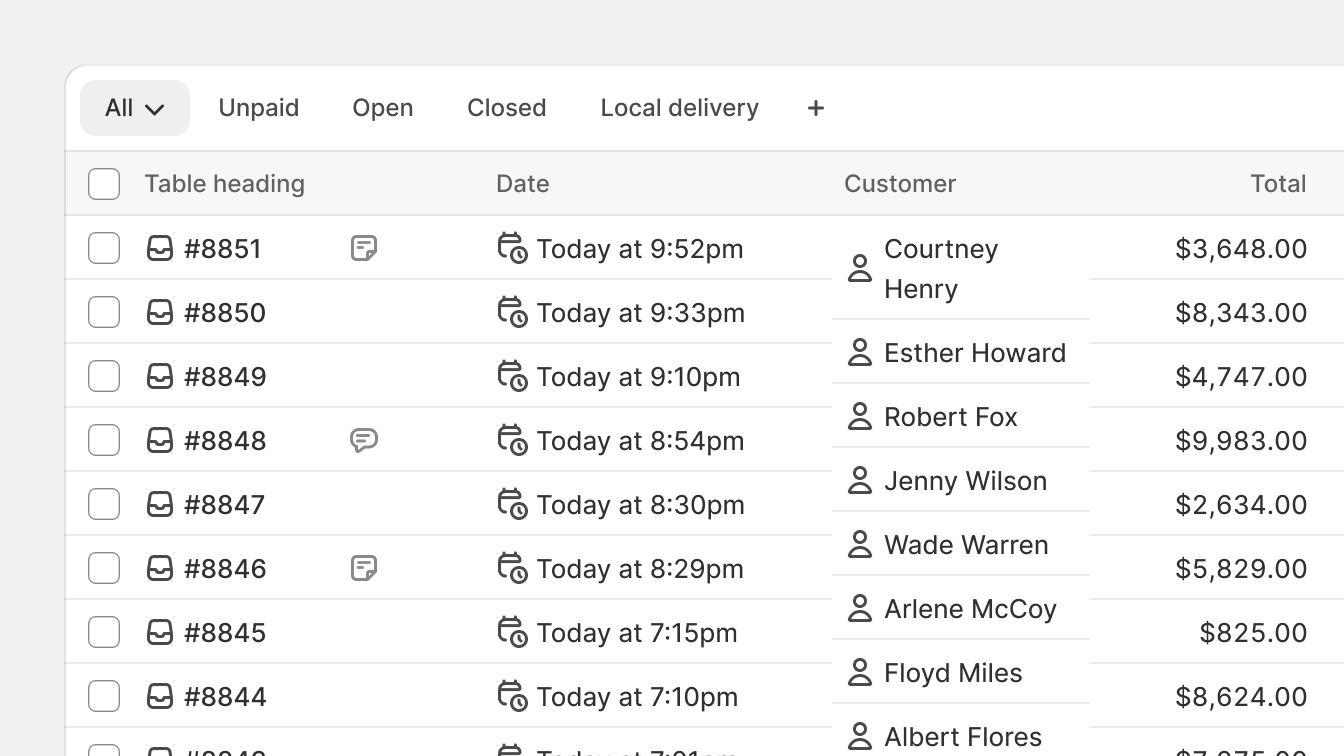 All Unpaid Open Closed Local delivery +
Table heading Date Customer Total
#8851 Today at 9:52pm Courtney Henry $3,648.00
#8850 Today at 9:33pm Esther Howard $8,343.00
#8849 Today at 9:10pm Robert Fox $4,747.00
#8848 Today at 8:54pm Jenny Wilson $9,983.00
#8847 Today at 8:30pm Wade Warren $2,634.00
#8846 Today at 8:29pm Arlene McCoy $5,829.00
#8845 Today at 7:15pm Floyd Miles $825.00
#8844 Today at 7:10pm Albert Flores $8,624.00